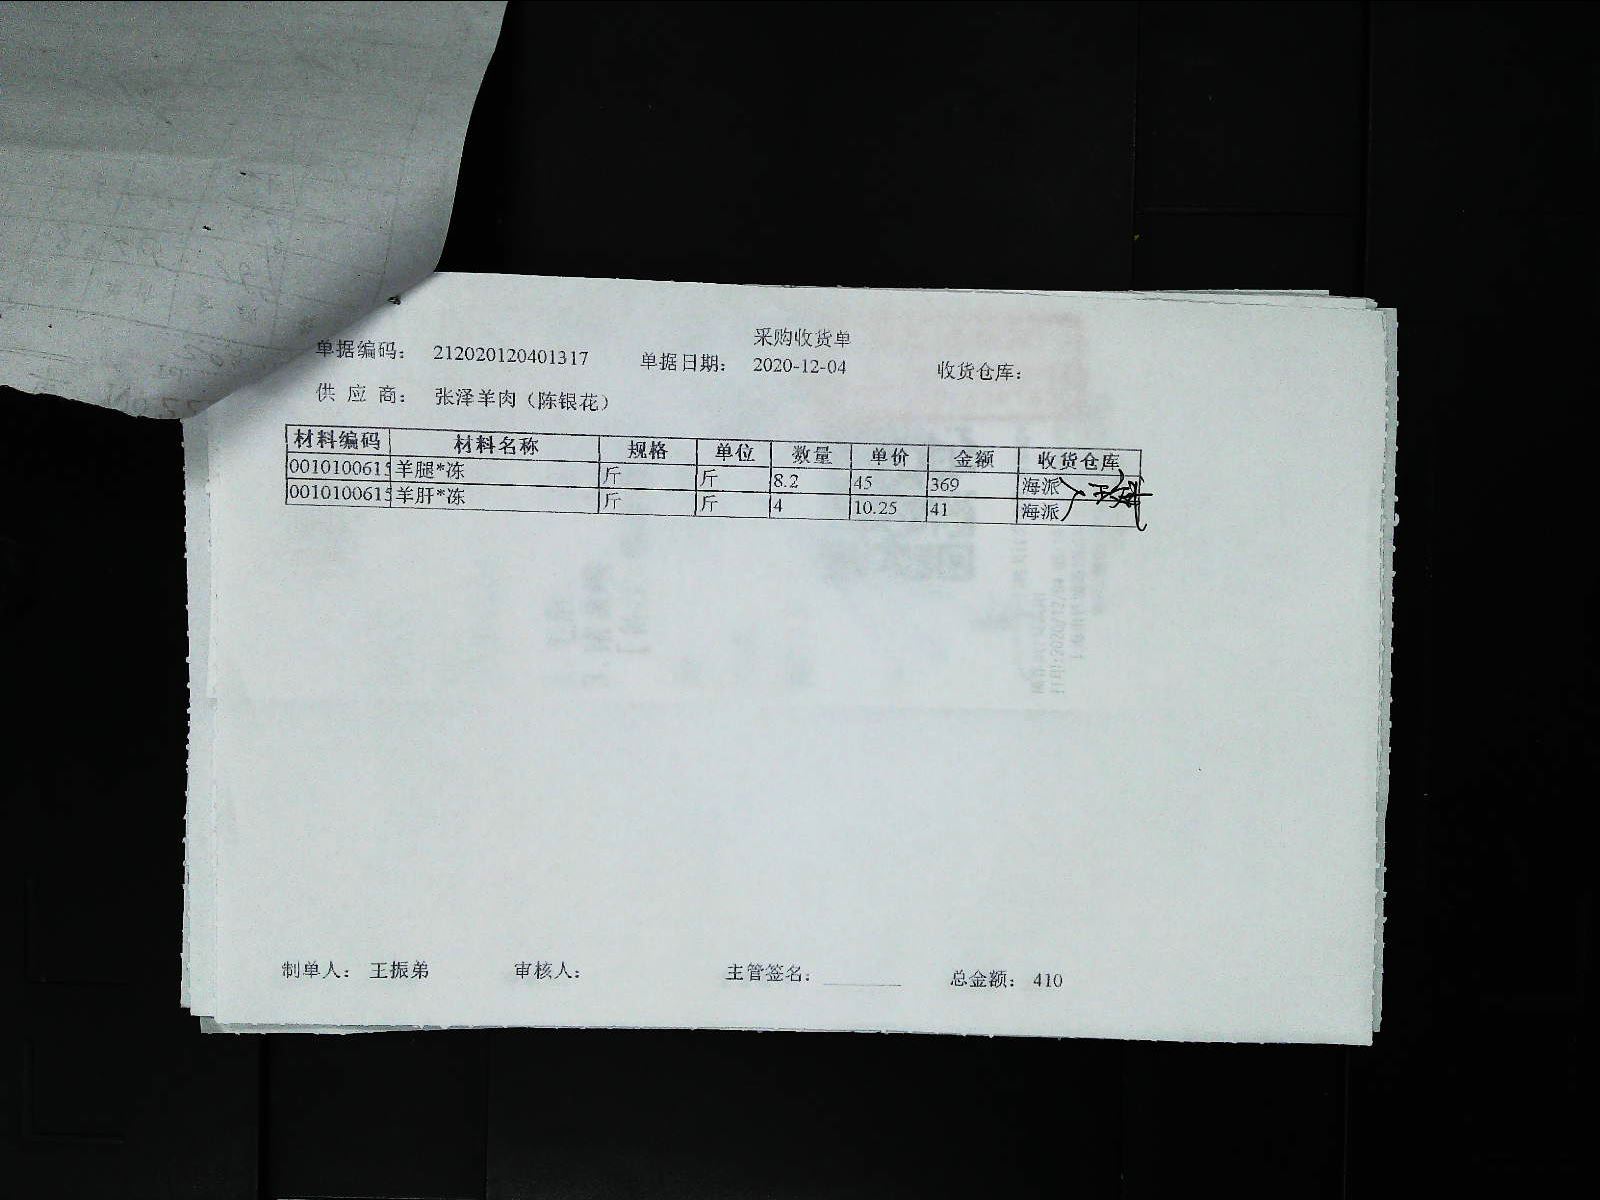 采购收货单
单据编码: 212020120401317 单据日期: 2020-12-04 收货仓库:
供应商: 张泽羊肉(陈银花)
材料编码 材料名称 规格 单位 数量 单价 金额 收货仓库
0010100615 羊腿*冻 斤 斤 8.2 45 369 海派
0010100615 羊肝*冻 斤 斤 4 10.25 41 海派
制单人: 王振弟 审核人: 主管签名: 总金额: 410